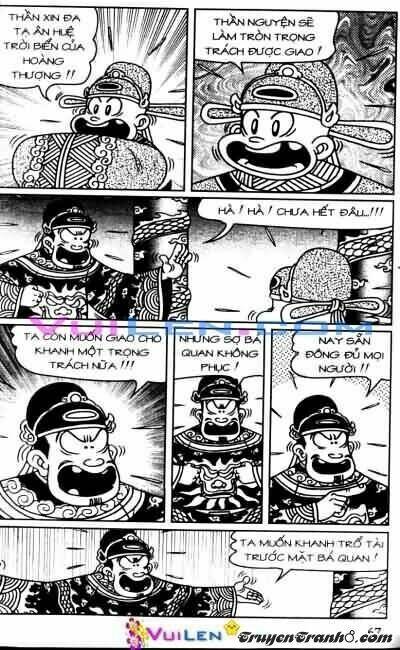 THẦN XIN ĐA
TẠ ÂN HUỆ
TRỜI BIỂN CỦA
HOÀNG
THƯỢNG !!
THẦN NGUYỆN SẼ
LÀM TRÒN TRỌNG
TRÁCH ĐƯỢC GIAO !
HÀ ! HÀ ! CHƯA HẾT ĐÂU...!!!
VUILEN.COM
TA CÒN MUỐN GIAO CHO
KHANH MỘT TRỌNG
TRÁCH NỮA !!!
NHƯNG SỢ BÁ
QUAN KHÔNG
PHỤC !
NAY SẴN
ĐÔNG ĐỦ MỌI
NGƯỜI !!
TA MUỐN KHANH TRỔ TÀI
TRƯỚC MẶT BÁ QUAN !
67
VUILEN
TruyenTranh8.com